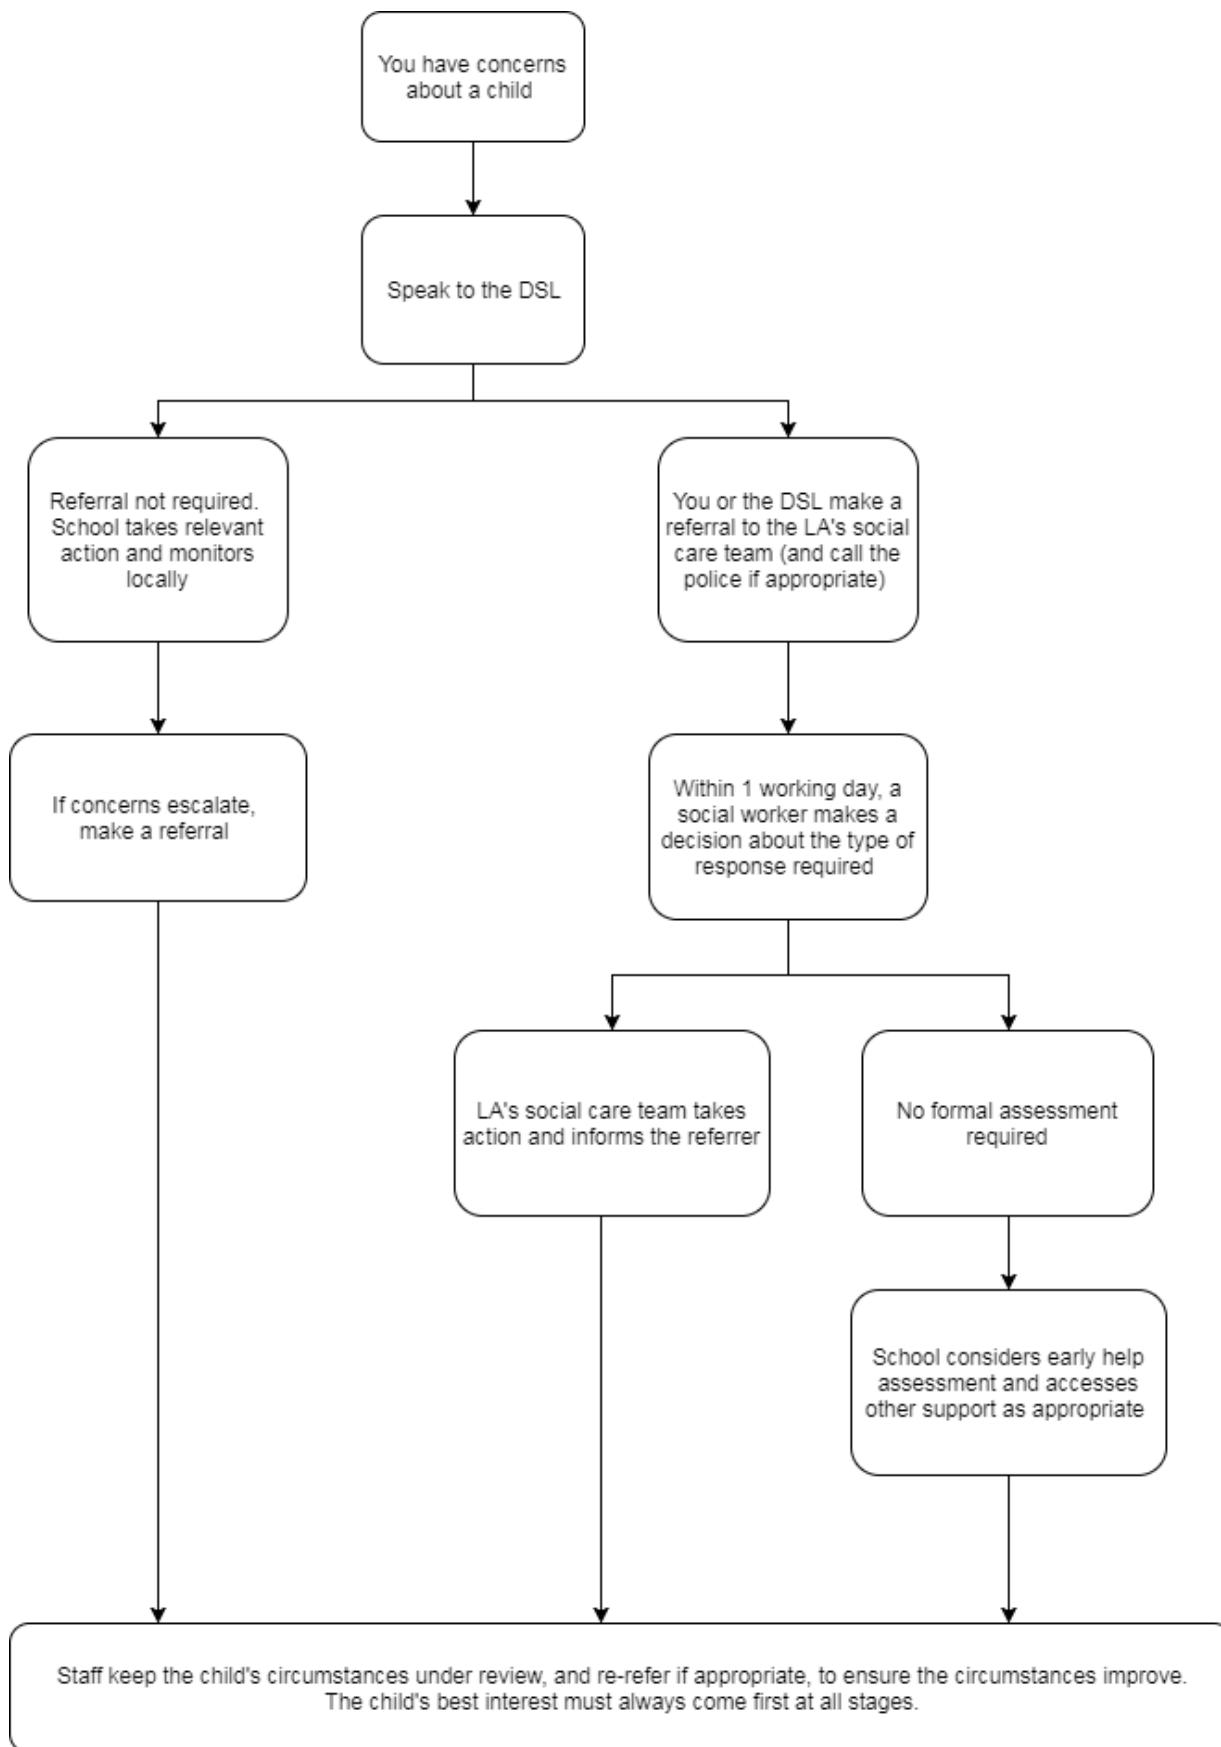 You have concerns
about a child
Speak to the DSL
Referral not required.
School takes relevant
action and monitors
locally
You or the DSL make a
referral to the LA's social
care team (and call the
police if appropriate)
If concerns escalate,
make a referral
Within 1 working day, a
social worker makes a
decision about the type of
response required
LA's social care team takes
action and informs the referrer
No formal assessment
required
School considers early help
assessment and accesses
other support as appropriate
Staff keep the child's circumstances under review, and re-refer if appropriate, to ensure the circumstances improve.
The child's best interest must always come first at all stages.